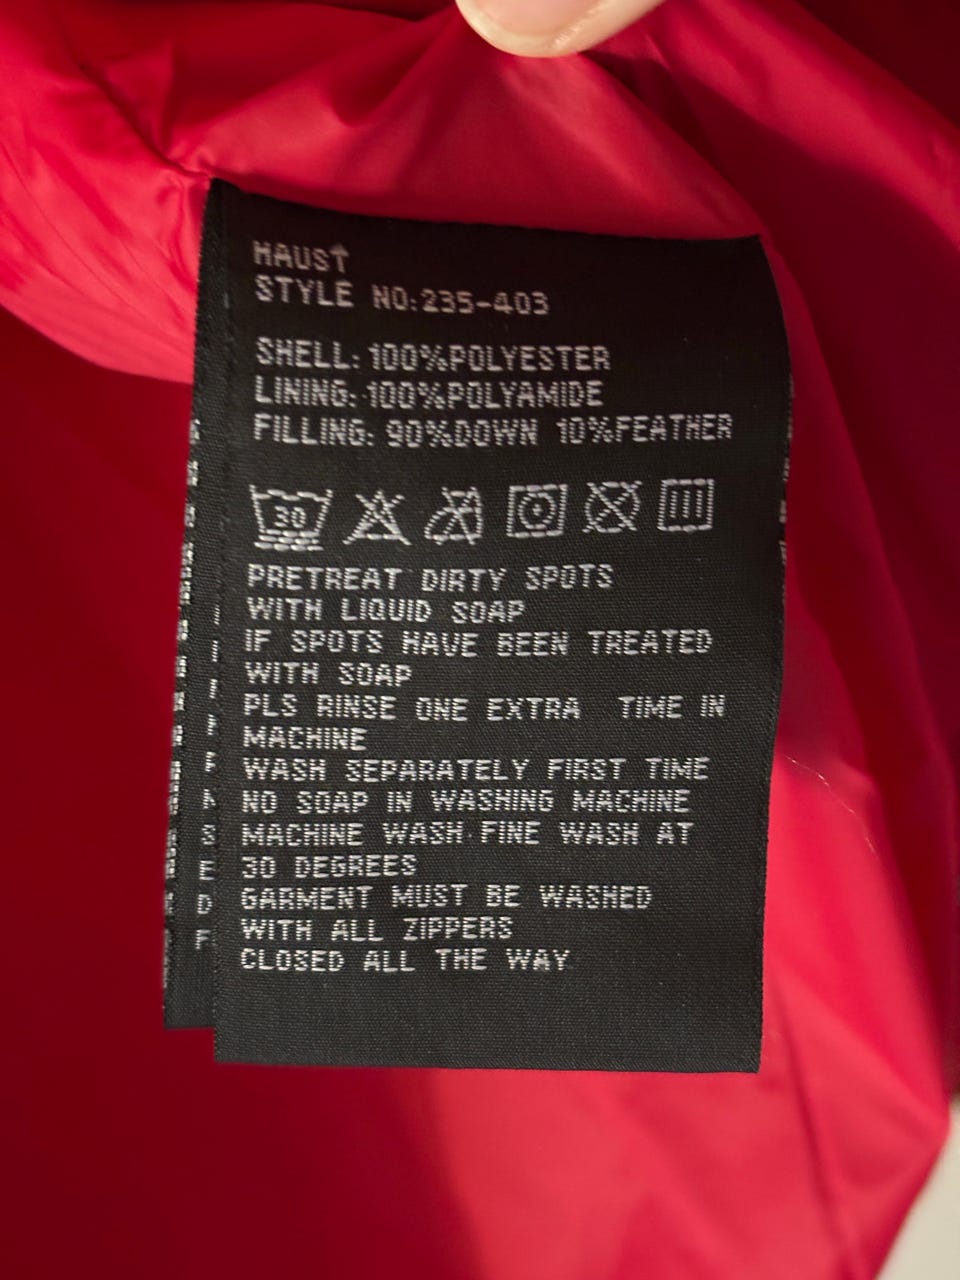 HAUST
STYLE NO:235-403
SHELL: 100%POLYESTER
LINING: 100%POLYAMIDE
FILLING: 90%DOWN 10%FEATHER
30
PRETREAT DIRTY SPOTS
WITH LIQUID SOAP
IF SPOTS HAVE BEEN TREATED
WITH SOAP
PLS RINSE ONE EXTRA TIME IN
MACHINE
WASH SEPARATELY FIRST TIME
NO SOAP IN WASHING MACHINE
MACHINE WASH FINE WASH AT
30 DEGREES
GARMENT MUST BE WASHED
WITH ALL ZIPPERS
CLOSED ALL THE WAY